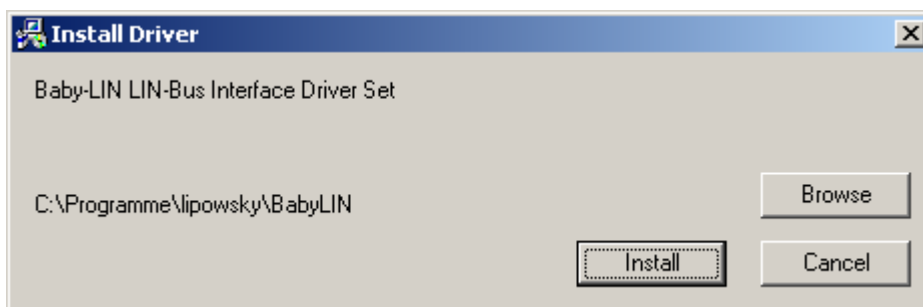 Install Driver
Baby-LIN LIN-Bus Interface Driver Set
C:\Programme\lipowsky\BabyLIN
Browse
Install
Cancel